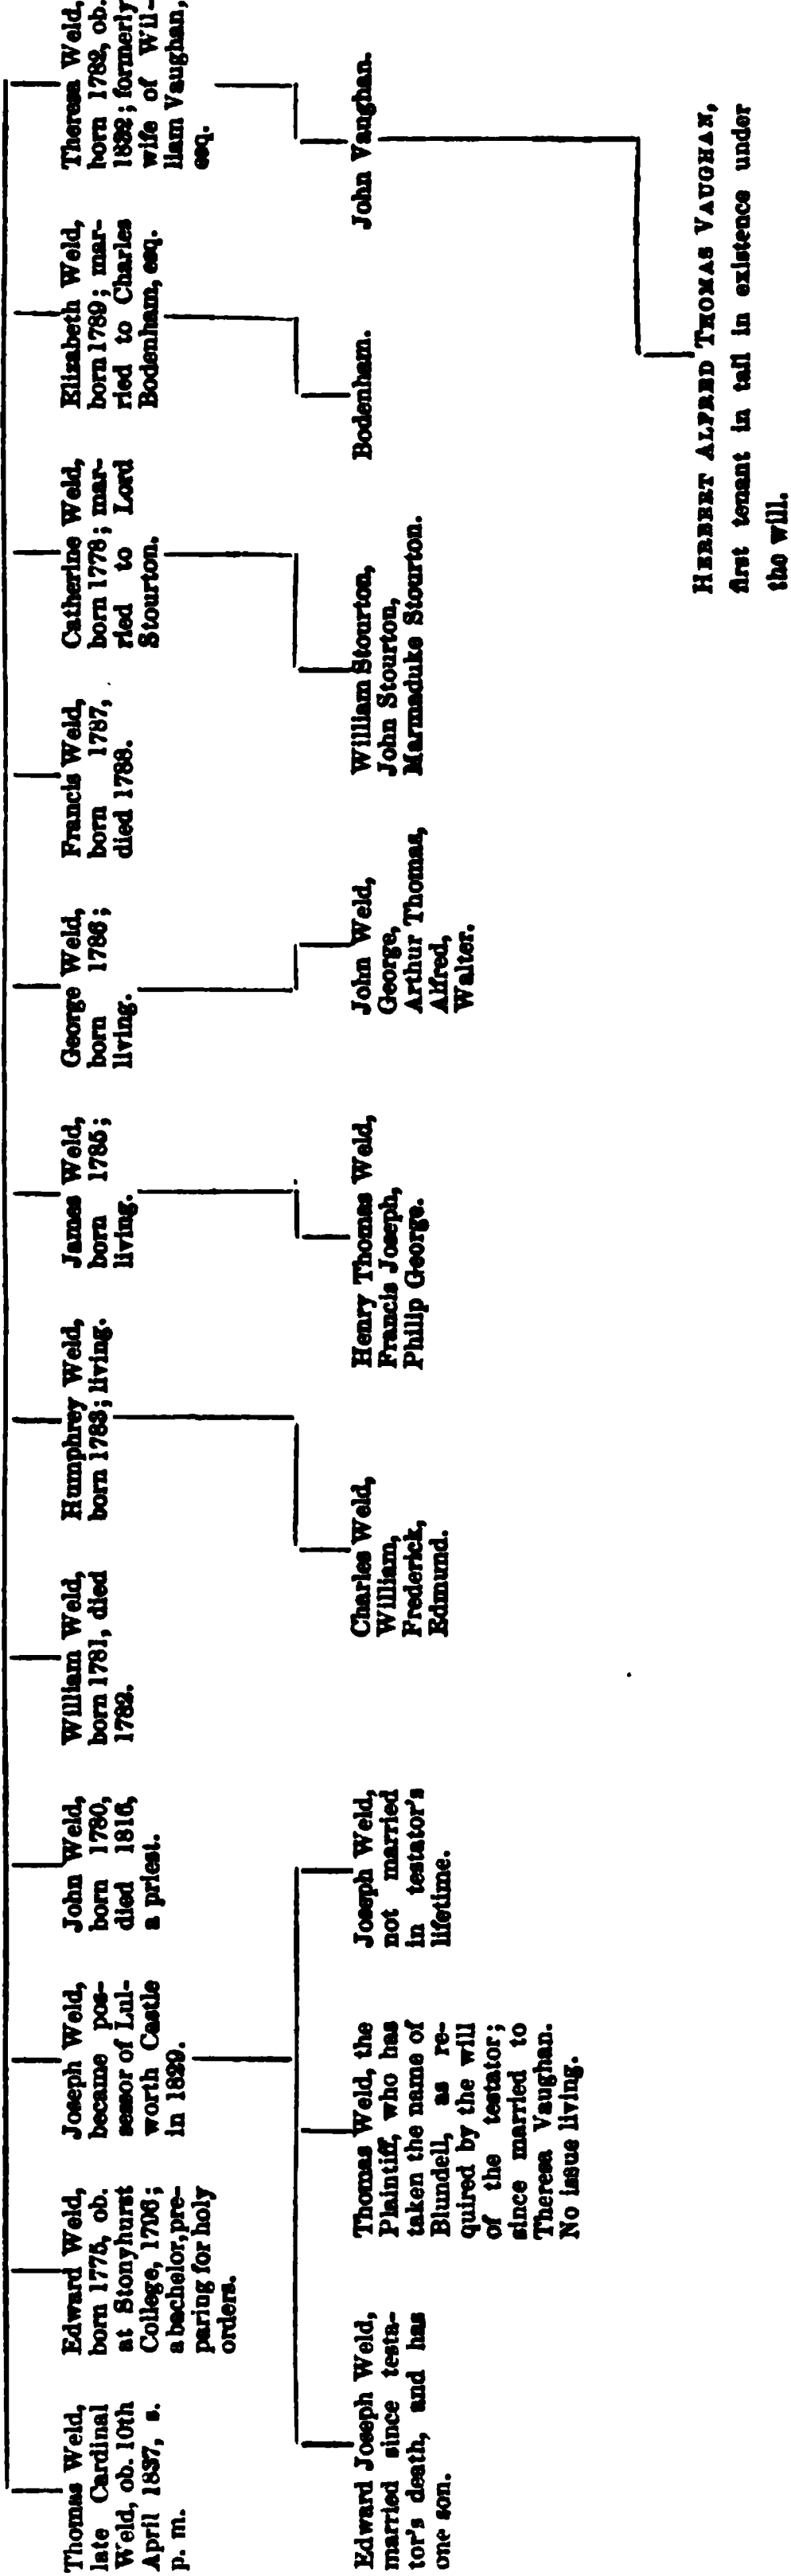 Thomas Weld,
late Cardinal
Weld, ob. 10th
April 1837, s.
p. m.
Edward Weld,
born 1775, ob.
at Stonyhurst
College, 1796;
a bachelor, pre-
paring for holy
orders.
Joseph Weld,
became pos-
sessor of Lul-
worth Castle
in 1829.
John Weld,
born 1780,
died 1816,
a priest.
William Weld,
born 1781, died
1782.
Humphrey Weld,
born 1783; living.
James Weld,
born 1785;
living.
George Weld,
born 1786;
living.
Francis Weld,
born 1787,
died 1788.
Catherine Weld,
born 1778; mar-
ried to Lord
Stourton.
Elizabeth Weld,
born 1789; mar-
ried to Charles
Bodenham, esq.
Theresa Weld,
born 1782, ob.
1832; formerly
wife of Wil-
liam Vaughan,
esq.
Edward Joseph Weld,
married since testa-
tor's death, and has
one son.
Thomas Weld, the
Plaintiff, who has
taken the name of
Blundell, as re-
quired by the will
of the testator;
since married to
Theresa Vaughan.
No issue living.
Joseph Weld,
not married
in testator's
lifetime.
Charles Weld,
William,
Frederick,
Edmund.
Henry Thomas Weld,
Francis Joseph,
Philip George.
John Weld,
George,
Arthur Thomas,
Alfred,
Walter.
William Stourton,
John Stourton,
Marmaduke Stourton.
Bodenham.
John Vaughan.
HERBERT ALFRED THOMAS VAUGHAN,
first tenant in tail in existence under
the will.